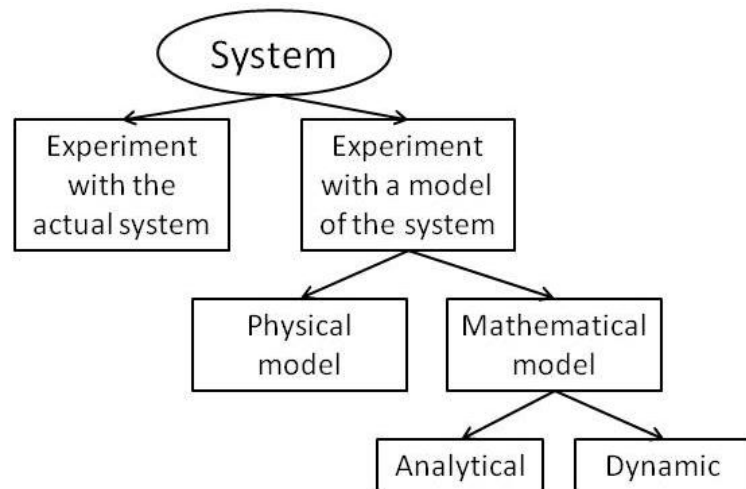 System
Experiment
with the
actual system
Experiment
with a model
of the system
Physical
model
Mathematical
model
Analytical
Dynamic